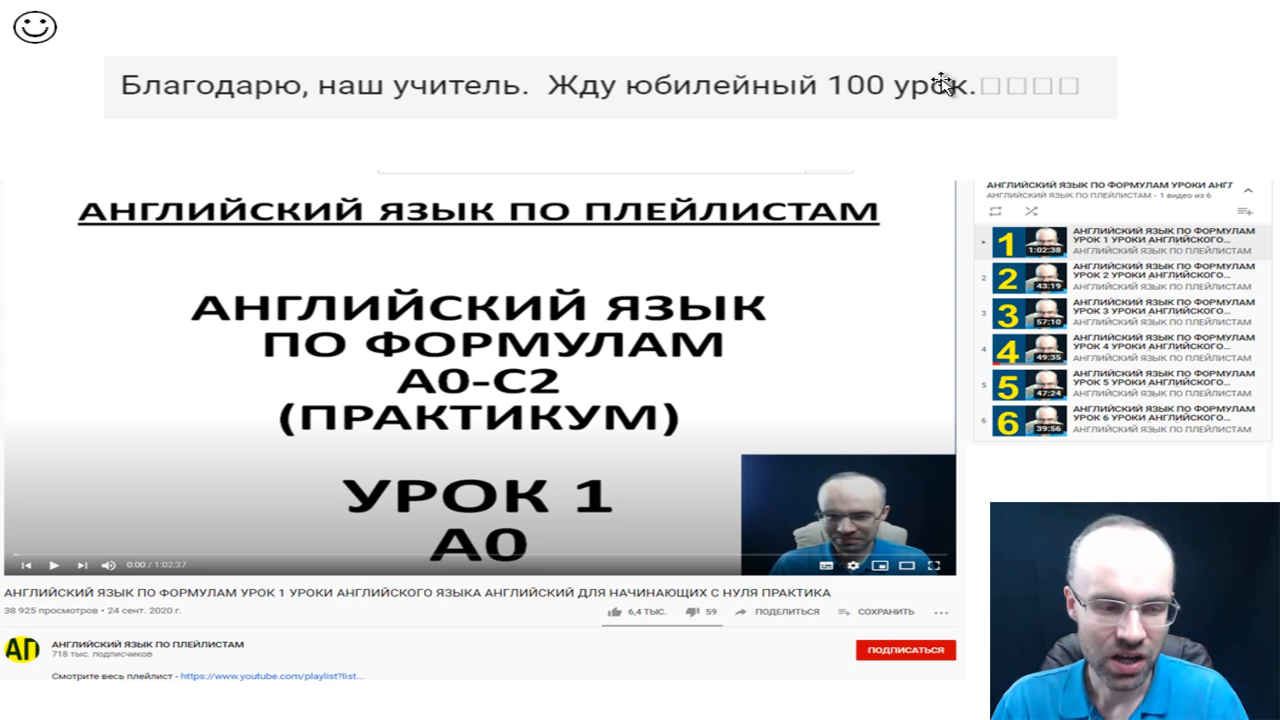 Благодарю, наш учитель. Жду юбилейный 100 урок.
АНГЛИЙСКИЙ ЯЗЫК ПО ПЛЕЙЛИСТАМ
АНГЛИЙСКИЙ ЯЗЫК
ПО ФОРМУЛАМ
А0-С2
(ПРАКТИКУМ)
УРОК 1
А0
0:00 / 1:02:37
АНГЛИЙСКИЙ ЯЗЫК ПО ФОРМУЛАМ УРОК 1 УРОКИ АНГЛИЙСКОГО ЯЗЫКА АНГЛИЙСКИЙ ДЛЯ НАЧИНАЮЩИХ С НУЛЯ ПРАКТИКА
38 925 просмотров • 24 сент. 2020 г.
6,4 ТЫС. 59 ПОДЕЛИТЬСЯ СОХРАНИТЬ ...
АП
АНГЛИЙСКИЙ ЯЗЫК ПО ПЛЕЙЛИСТАМ
718 тыс. подписчиков
ПОДПИСАТЬСЯ
Смотрите весь плейлист - https://www.youtube.com/playlist?list...
АНГЛИЙСКИЙ ЯЗЫК ПО ФОРМУЛАМ УРОКИ АНГЛ
АНГЛИЙСКИЙ ЯЗЫК ПО ПЛЕЙЛИСТАМ - 1 видео из 6
1 1:02:38
АНГЛИЙСКИЙ ЯЗЫК ПО ФОРМУЛАМ
УРОК 1 УРОКИ АНГЛИЙСКОГО...
АНГЛИЙСКИЙ ЯЗЫК ПО ПЛЕЙЛИСТАМ
2 2 43:19
АНГЛИЙСКИЙ ЯЗЫК ПО ФОРМУЛАМ
УРОК 2 УРОКИ АНГЛИЙСКОГО...
АНГЛИЙСКИЙ ЯЗЫК ПО ПЛЕЙЛИСТАМ
3 3 57:10
АНГЛИЙСКИЙ ЯЗЫК ПО ФОРМУЛАМ
УРОК 3 УРОКИ АНГЛИЙСКОГО...
АНГЛИЙСКИЙ ЯЗЫК ПО ПЛЕЙЛИСТАМ
4 4 49:35
АНГЛИЙСКИЙ ЯЗЫК ПО ФОРМУЛАМ
УРОК 4 УРОКИ АНГЛИЙСКОГО...
АНГЛИЙСКИЙ ЯЗЫК ПО ПЛЕЙЛИСТАМ
5 5 47:24
АНГЛИЙСКИЙ ЯЗЫК ПО ФОРМУЛАМ
УРОК 5 УРОКИ АНГЛИЙСКОГО...
АНГЛИЙСКИЙ ЯЗЫК ПО ПЛЕЙЛИСТАМ
6 6 39:56
АНГЛИЙСКИЙ ЯЗЫК ПО ФОРМУЛАМ
УРОК 6 УРОКИ АНГЛИЙСКОГО...
АНГЛИЙСКИЙ ЯЗЫК ПО ПЛЕЙЛИСТАМ